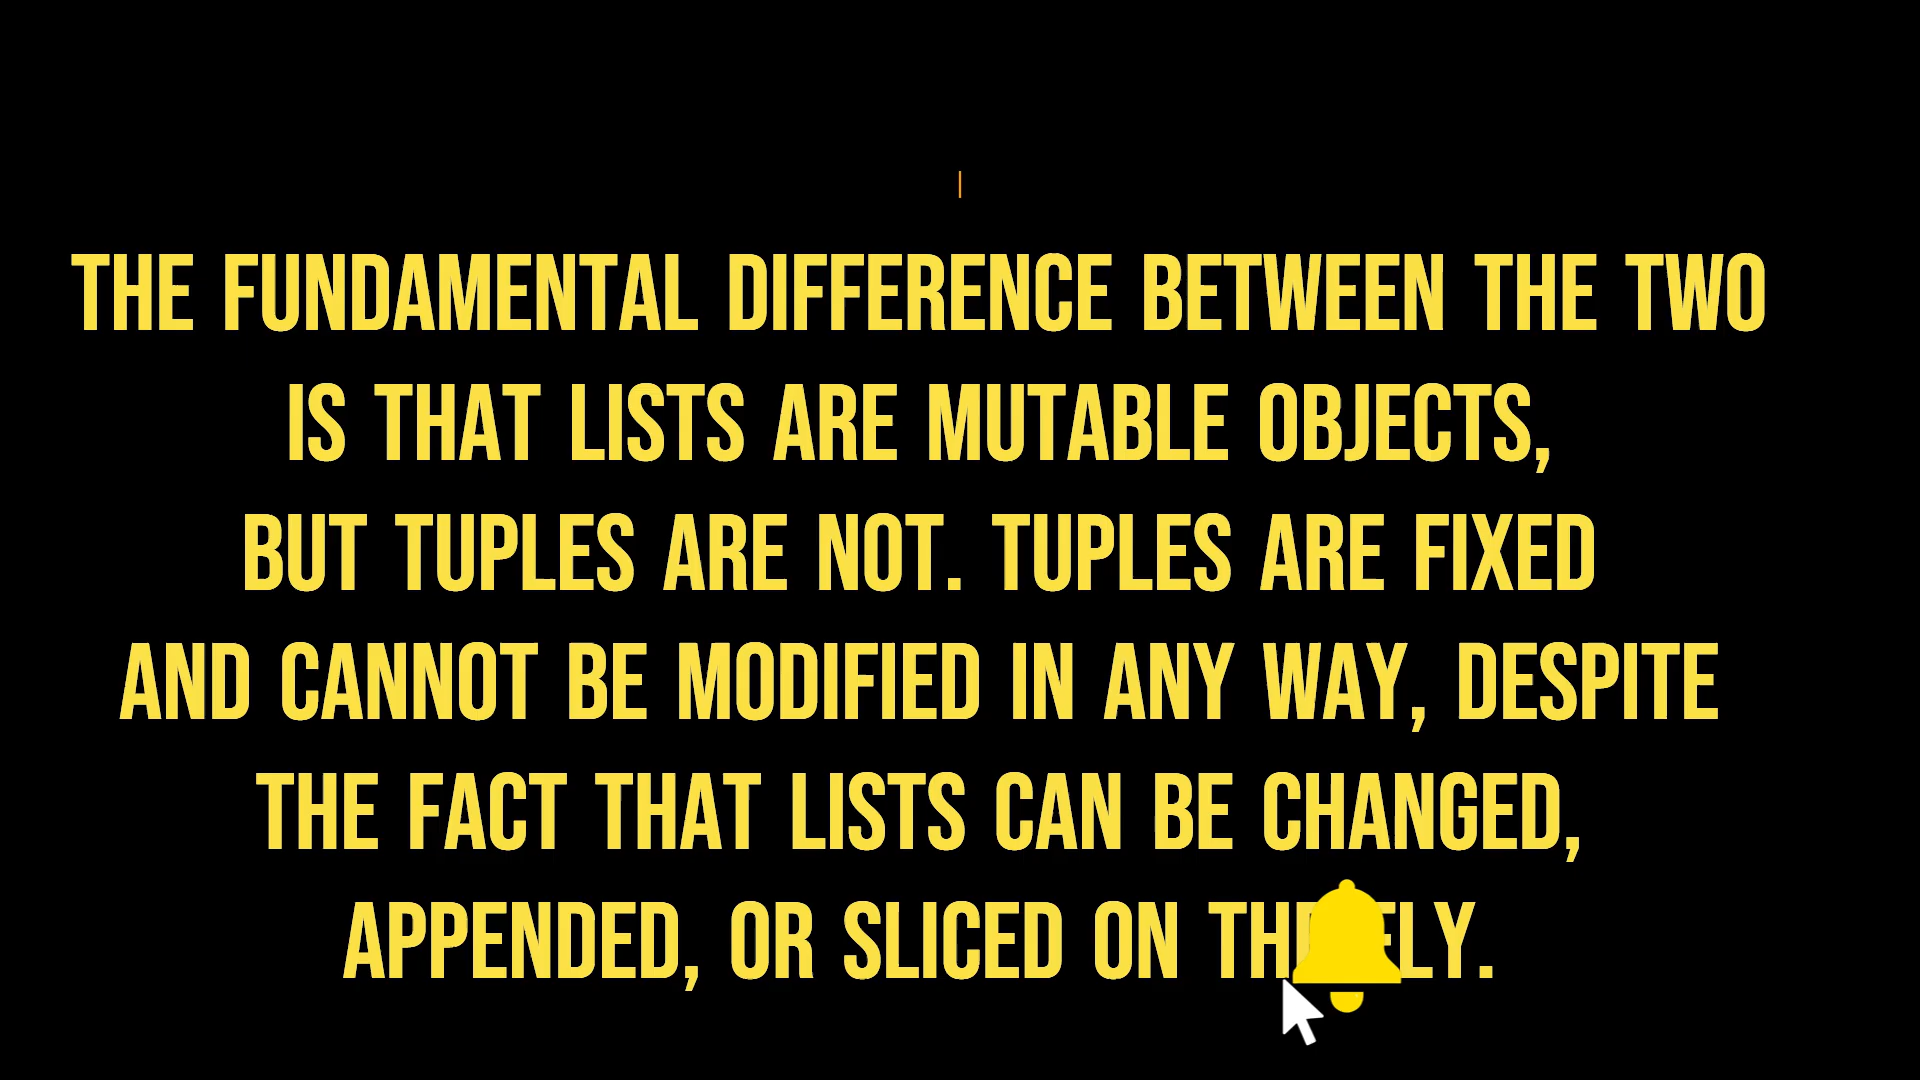 THE FUNDAMENTAL DIFFERENCE BETWEEN THE TWO
IS THAT LISTS ARE MUTABLE OBJECTS,
BUT TUPLES ARE NOT. TUPLES ARE FIXED
AND CANNOT BE MODIFIED IN ANY WAY, DESPITE
THE FACT THAT LISTS CAN BE CHANGED,
APPENDED, OR SLICED ON THE FLY.